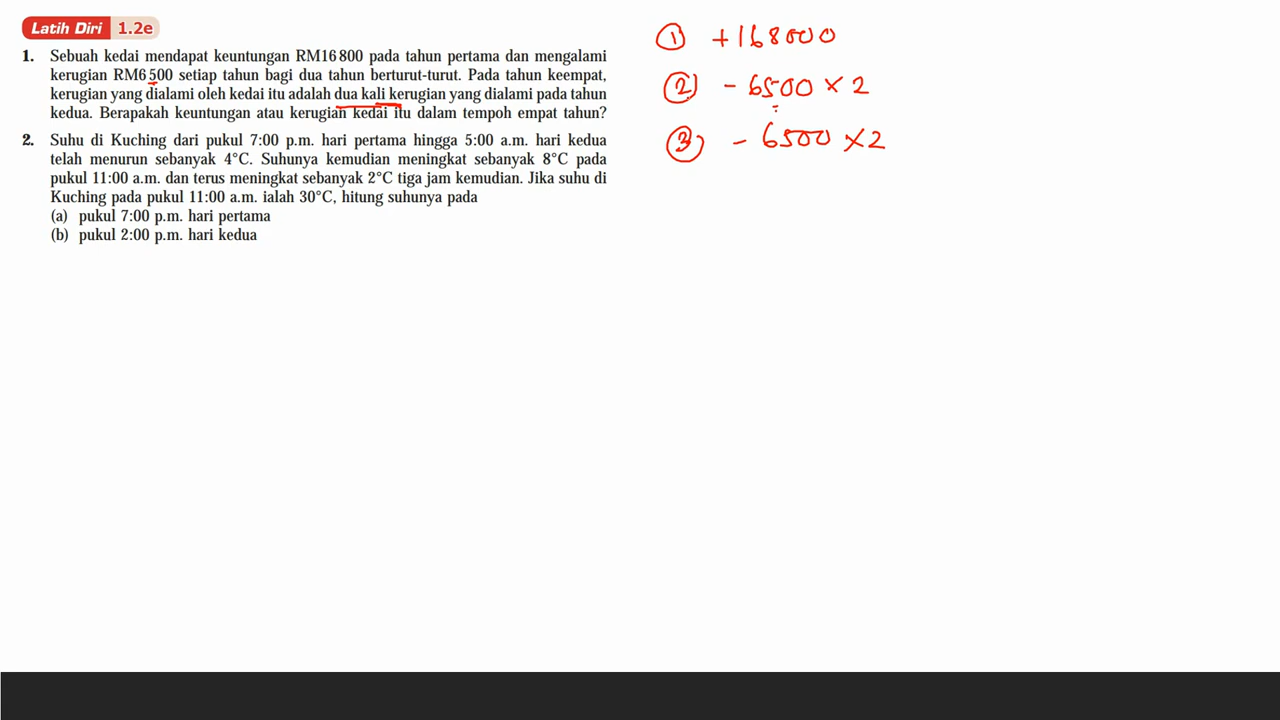 Latih Diri 1.2e
1. Sebuah kedai mendapat keuntungan RM16 800 pada tahun pertama dan mengalami
kerugian RM6 500 setiap tahun bagi dua tahun berturut-turut. Pada tahun keempat,
kerugian yang dialami oleh kedai itu adalah dua kali kerugian yang dialami pada tahun
kedua. Berapakah keuntungan atau kerugian kedai itu dalam tempoh empat tahun?
2. Suhu di Kuching dari pukul 7:00 p.m. hari pertama hingga 5:00 a.m. hari kedua
telah menurun sebanyak 4°C. Suhunya kemudian meningkat sebanyak 8°C pada
pukul 11:00 a.m. dan terus meningkat sebanyak 2°C tiga jam kemudian. Jika suhu di
Kuching pada pukul 11:00 a.m. ialah 30°C, hitung suhunya pada
(a) pukul 7:00 p.m. hari pertama
(b) pukul 2:00 p.m. hari kedua
① +168000
② - 6500 × 2
③ - 6500 × 2